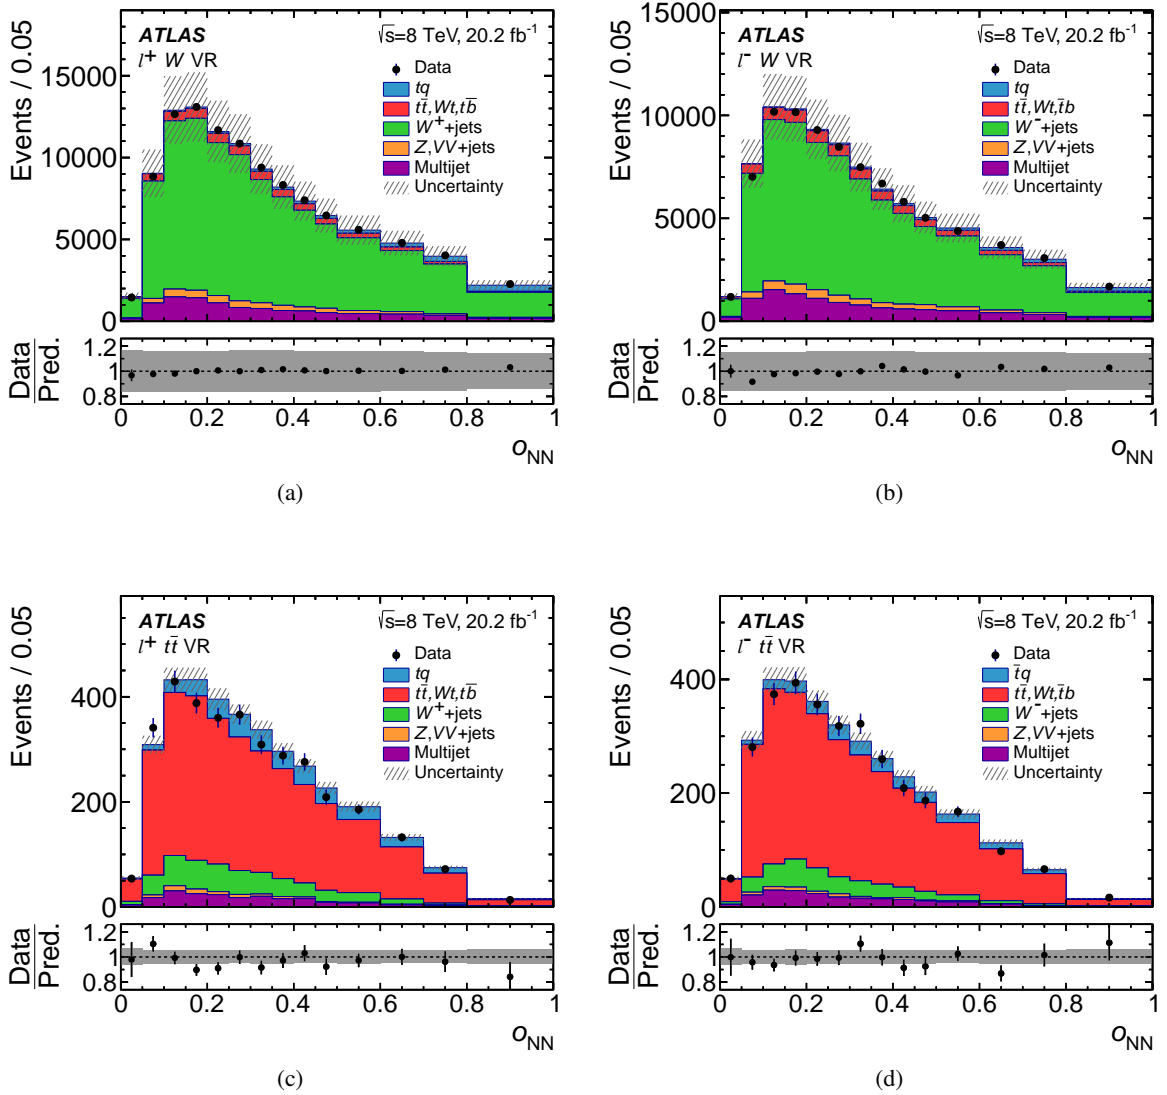 Events / 0.05
15000
10000
5000
0
ATLAS
l⁺ W VR
√s=8 TeV, 20.2 fb⁻¹
Data
tq
tt̄,Wt,tb̄
W⁺+jets
Z,VV+jets
Multijet
Uncertainty
Data
Pred.
1.2
1
0.8
0 0.2 0.4 0.6 0.8 1
oNN
(a)
Events / 0.05
15000
10000
5000
0
ATLAS
l⁻ W VR
√s=8 TeV, 20.2 fb⁻¹
Data
tq
tt̄,Wt,t̄b
W⁻+jets
Z,VV+jets
Multijet
Uncertainty
Data
Pred.
1.2
1
0.8
0 0.2 0.4 0.6 0.8 1
oNN
(b)
Events / 0.05
400
200
0
ATLAS
l⁺ tt̄ VR
√s=8 TeV, 20.2 fb⁻¹
Data
tq
tt̄,Wt,tb̄
W⁺+jets
Z,VV+jets
Multijet
Uncertainty
Data
Pred.
1.2
1
0.8
0 0.2 0.4 0.6 0.8 1
oNN
(c)
Events / 0.05
400
200
0
ATLAS
l⁻ tt̄ VR
√s=8 TeV, 20.2 fb⁻¹
Data
t̄q
tt̄,Wt,t̄b
W⁻+jets
Z,VV+jets
Multijet
Uncertainty
Data
Pred.
1.2
1
0.8
0 0.2 0.4 0.6 0.8 1
oNN
(d)